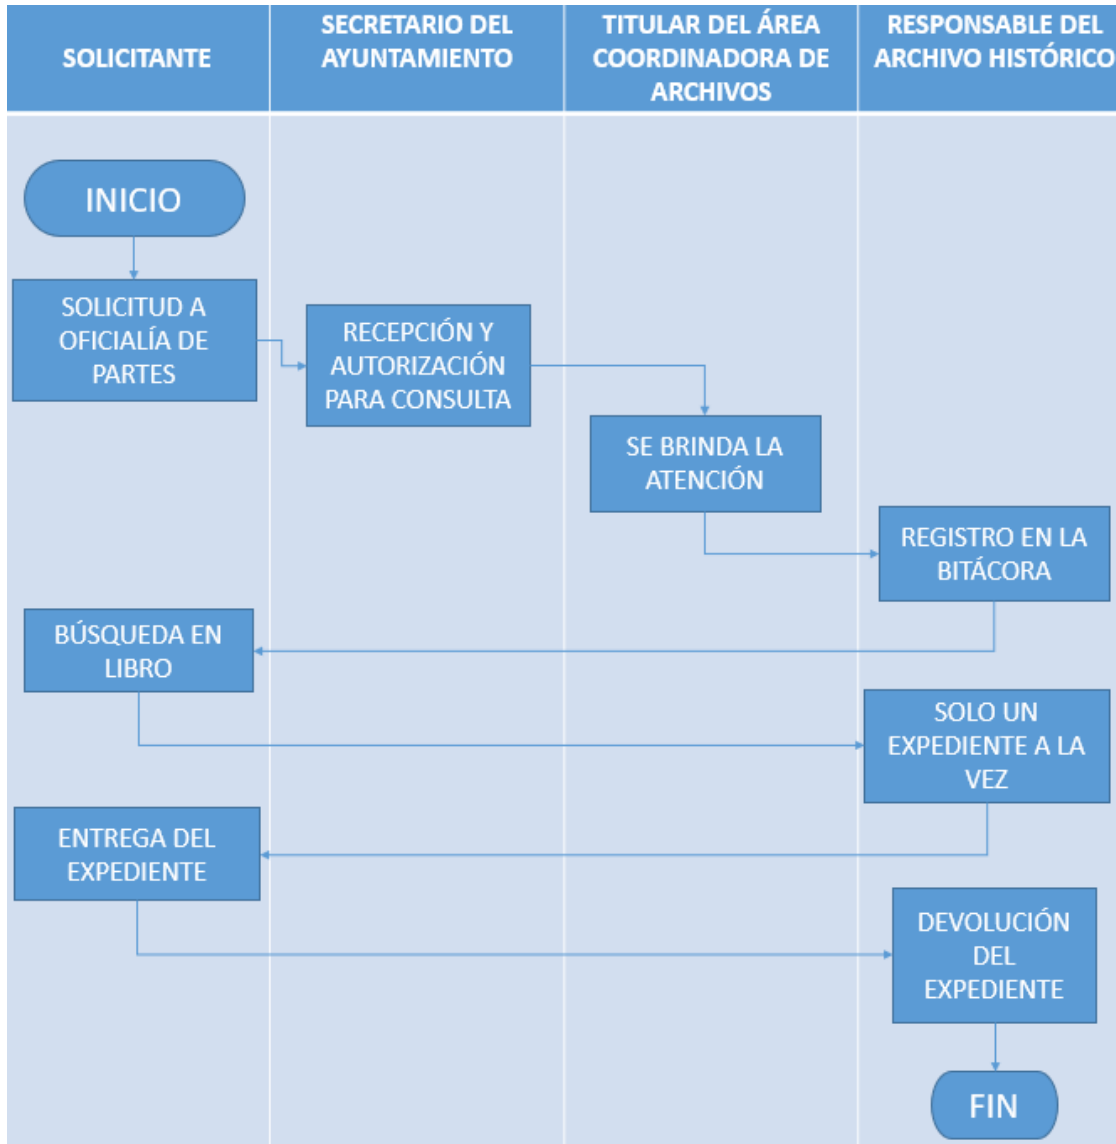 SOLICITANTE
SECRETARIO DEL
AYUNTAMIENTO
TITULAR DEL ÁREA
COORDINADORA DE
ARCHIVOS
RESPONSABLE DEL
ARCHIVO HISTÓRICO
INICIO
SOLICITUD A
OFICIALÍA DE
PARTES
RECEPCIÓN Y
AUTORIZACIÓN
PARA CONSULTA
SE BRINDA LA
ATENCIÓN
REGISTRO EN LA
BITÁCORA
BÚSQUEDA EN
LIBRO
SOLO UN
EXPEDIENTE A LA
VEZ
ENTREGA DEL
EXPEDIENTE
DEVOLUCIÓN
DEL
EXPEDIENTE
FIN